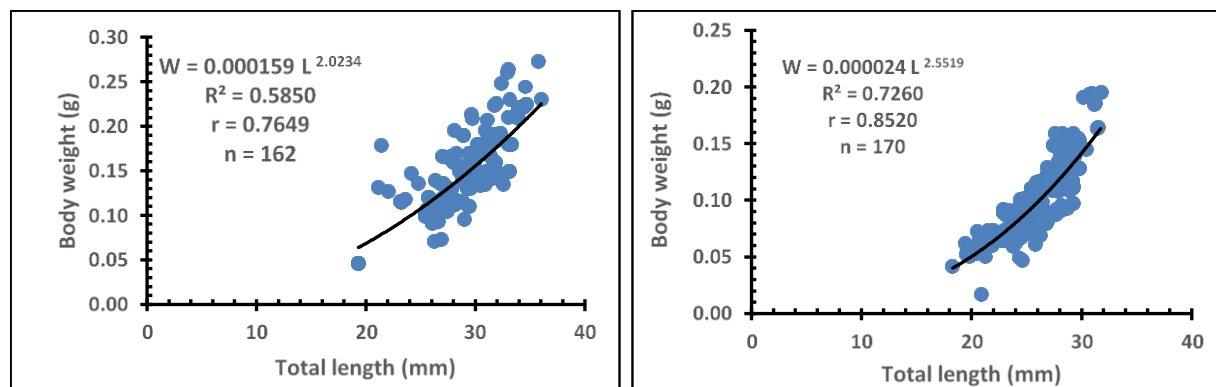 0.30
W = 0.000159 L^2.0234
0.25
R² = 0.5850
r = 0.7649
0.20
n = 162
0.15
0.10
0.05
0.00
0 10 20 30 40
Body weight (g)
Total length (mm)
0.25
W = 0.000024 L^2.5519
R² = 0.7260
0.20
r = 0.8520
n = 170
0.15
0.10
0.05
0.00
0 10 20 30 40
Body weight (g)
Total length (mm)